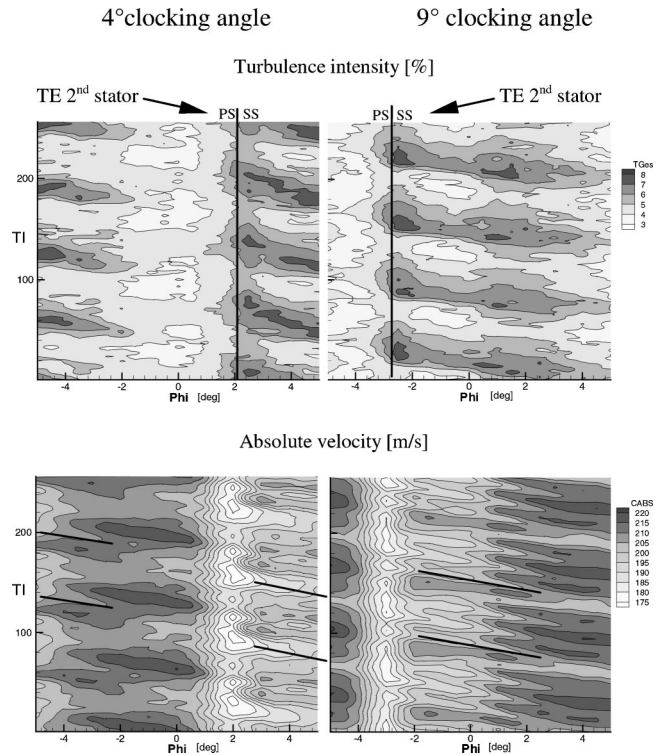 4°clocking angle 9° clocking angle
Turbulence intensity [%]
TE 2nd stator TE 2nd stator
PS SS PS SS
TGes
8
7
6
5
4
3
200
TI
100
-4 -2 0 2 4
Phi [deg]
-4 -2 0 2 4
Phi [deg]
Absolute velocity [m/s]
CABS
220
215
210
205
200
195
190
185
180
175
200
TI
100
-4 -2 0 2 4
Phi [deg]
-4 -2 0 2 4
Phi [deg]